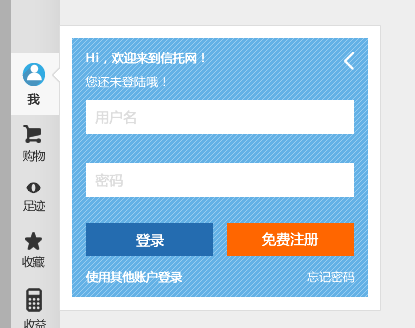 Hi，欢迎来到信托网！
您还未登陆哦！
用户名
密码
登录
免费注册
使用其他账户登录
忘记密码
我
购物
足迹
收藏
收益